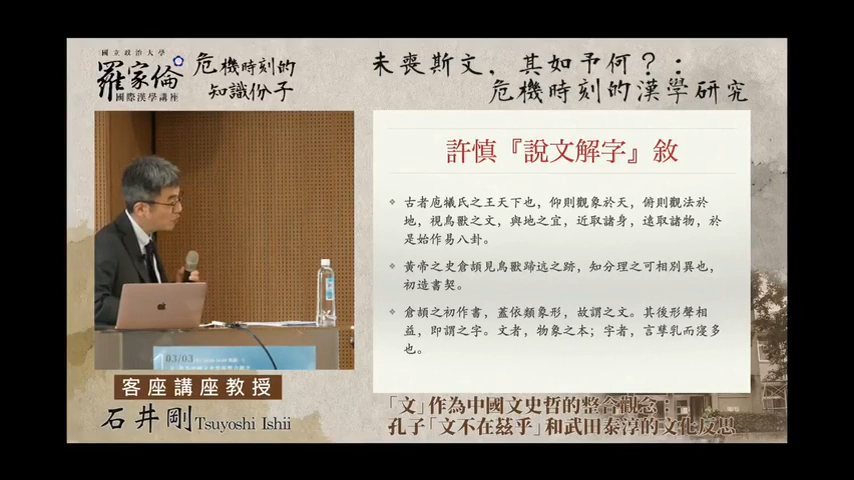 國立政治大學
羅家倫
國際漢學講座
危機時刻的
知識份子
未喪斯文，其如予何？：
危機時刻的漢學研究
許慎『說文解字』敘
古者庖犧氏之王天下也，仰則觀象於天，俯則觀法於
地，視鳥獸之文，與地之宜，近取諸身，遠取諸物，於
是始作易八卦。
黃帝之史倉頡見鳥獸蹄迒之跡，知分理之可相別異也，
初造書契。
倉頡之初作書，蓋依類象形，故謂之文。其後形聲相
益，即謂之字。文者，物象之本；字者，言孳乳而寖多
也。
03/03
客座講座教授
石井剛Tsuyoshi Ishii
「文」作為中國文史哲的整合觀念：
孔子「文不在茲乎」和武田泰淳的文化反思